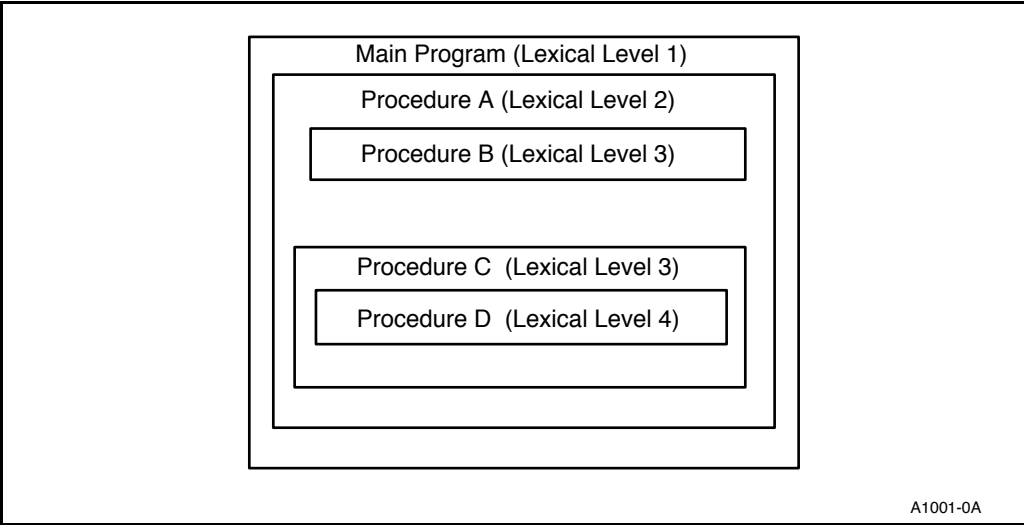 Main Program (Lexical Level 1)
Procedure A (Lexical Level 2)
Procedure B (Lexical Level 3)
Procedure C (Lexical Level 3)
Procedure D (Lexical Level 4)
A1001-0A